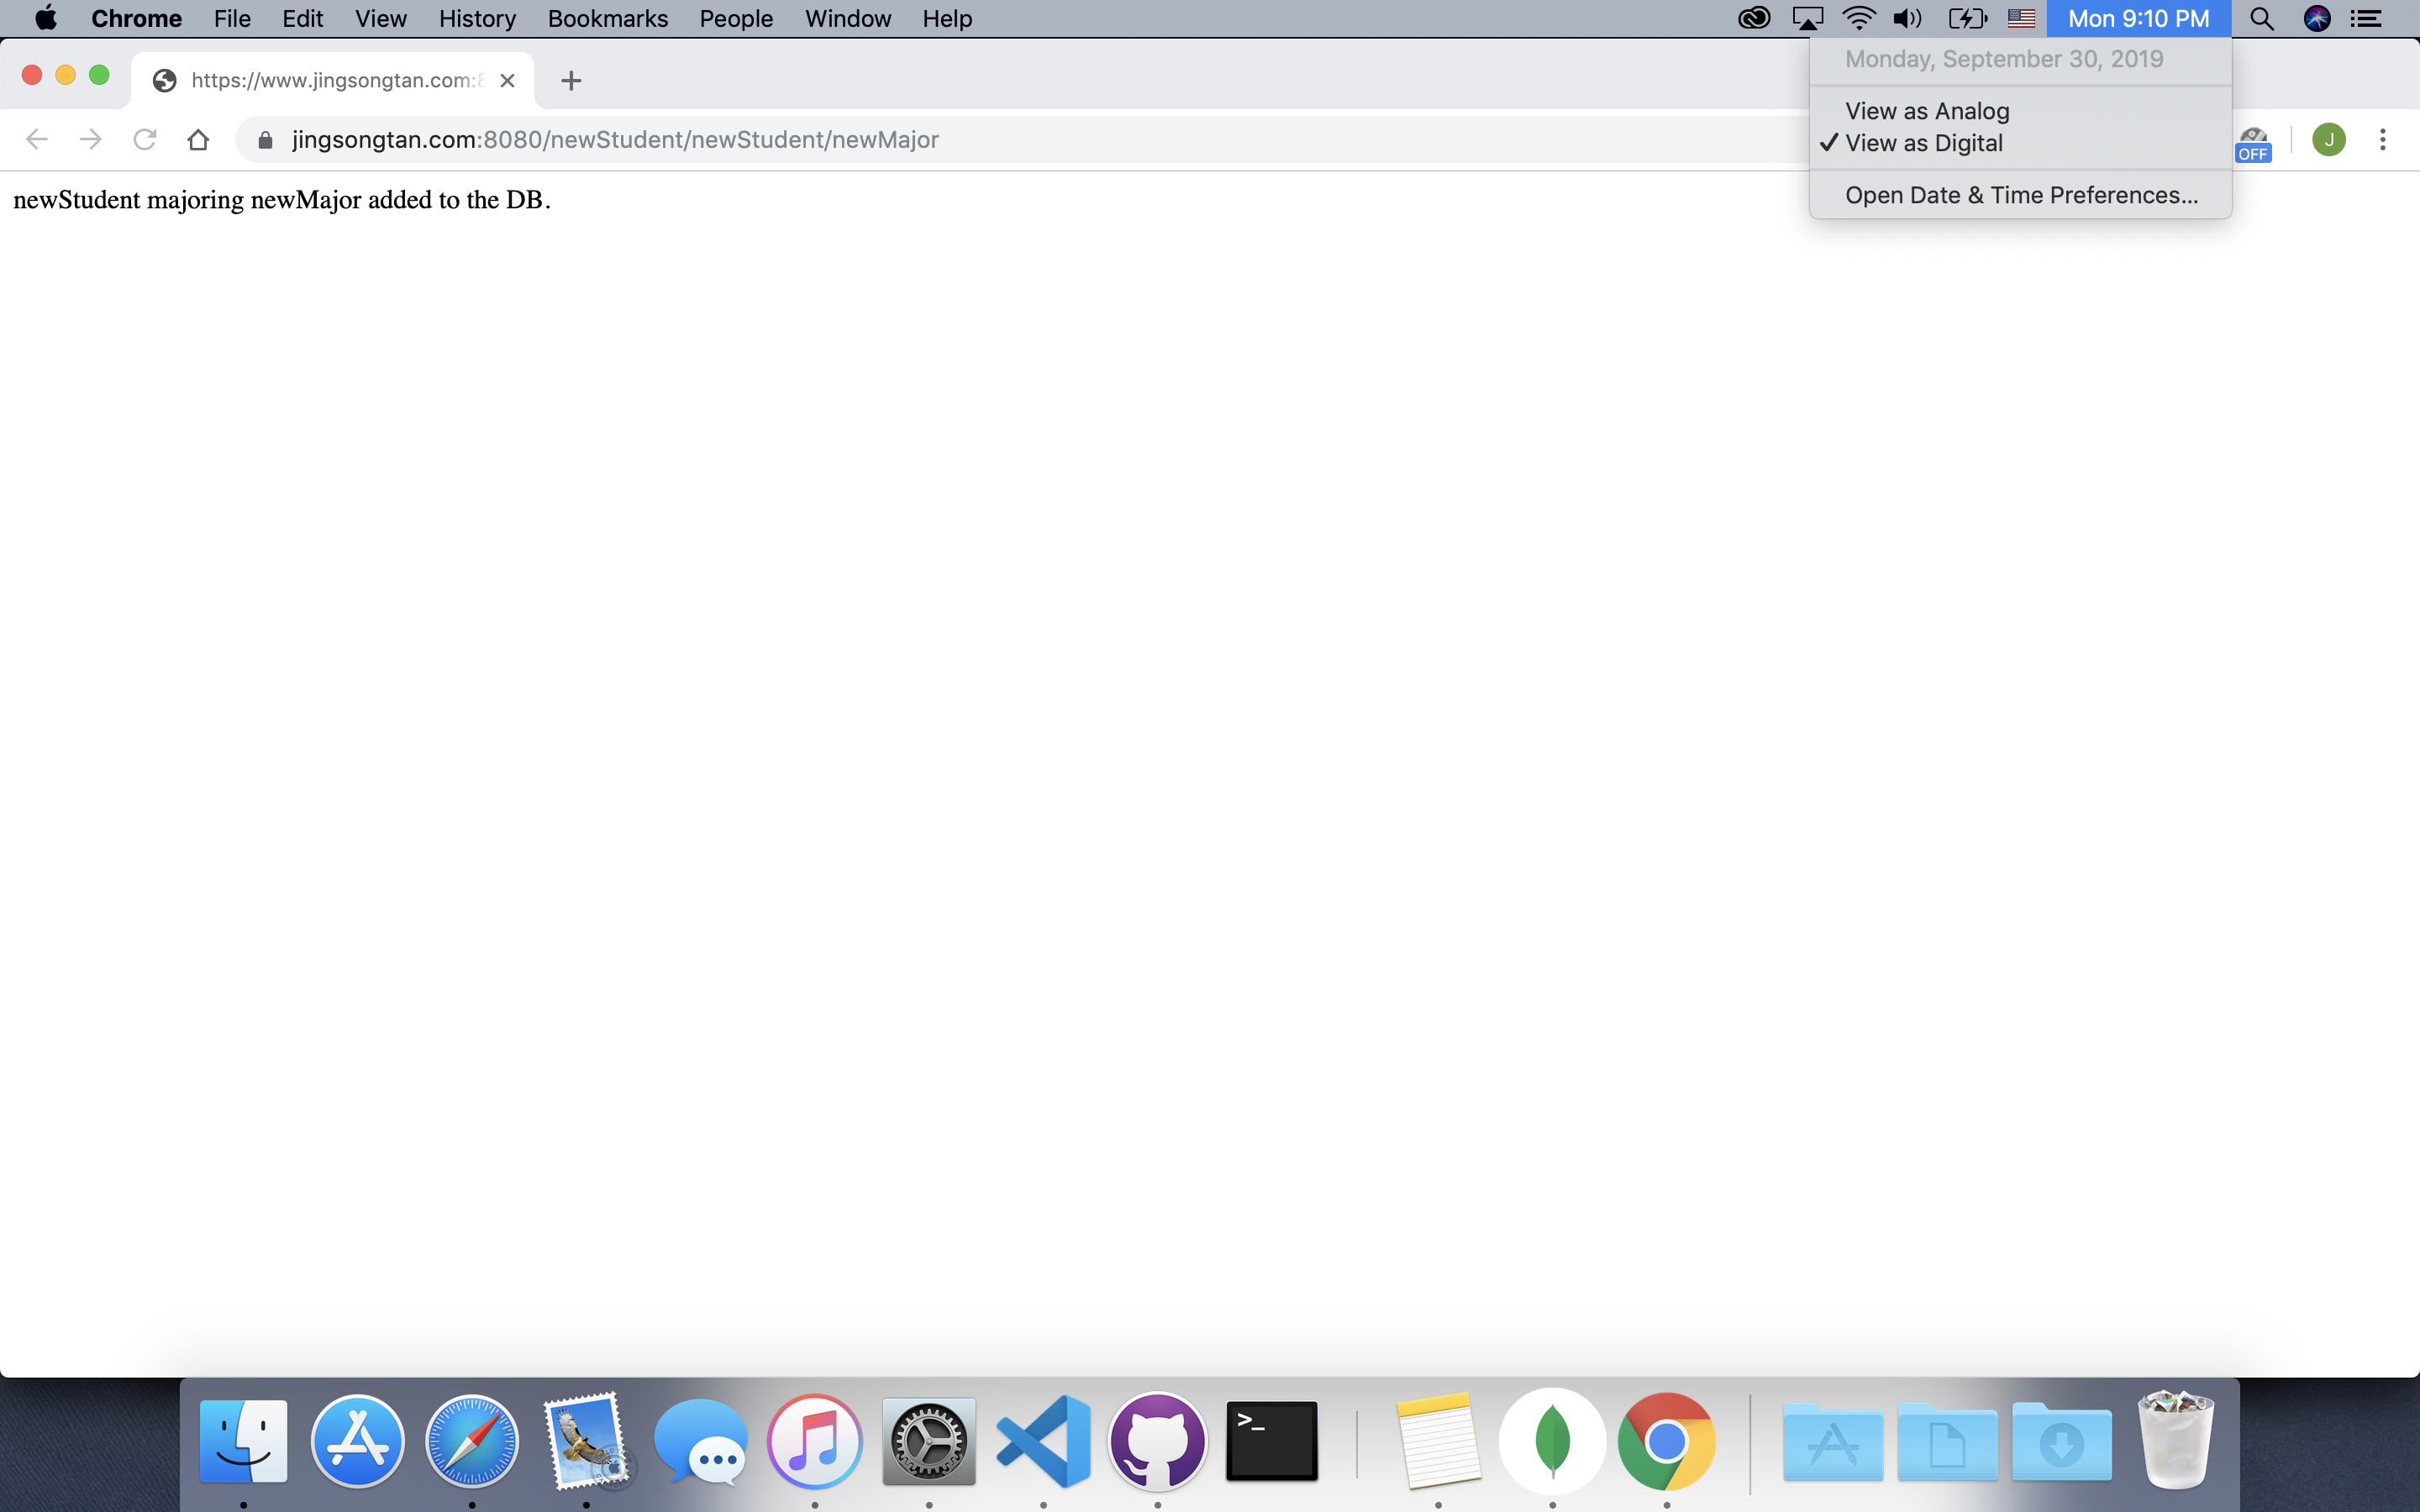 Chrome File Edit View History Bookmarks People Window Help Mon 9:10 PM
Monday, September 30, 2019
View as Analog
✓ View as Digital
Open Date & Time Preferences...
https://www.jingsongtan.com:8
jingsongtan.com:8080/newStudent/newStudent/newMajor
OFF
J
newStudent majoring newMajor added to the DB.
>_